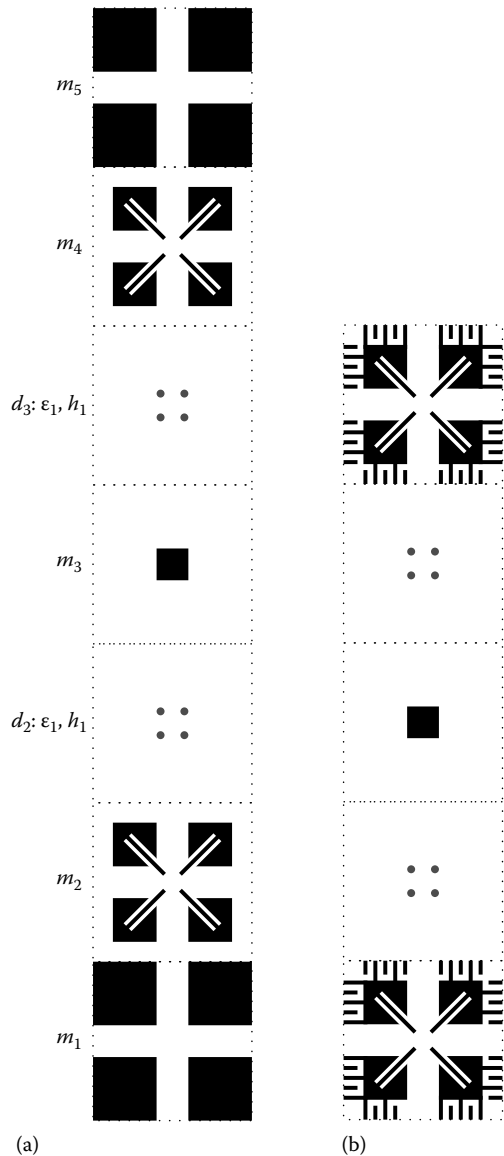 m₅
m₄
d₃: ε₁, h₁
m₃
d₂: ε₁, h₁
m₂
m₁
(a)
(b)